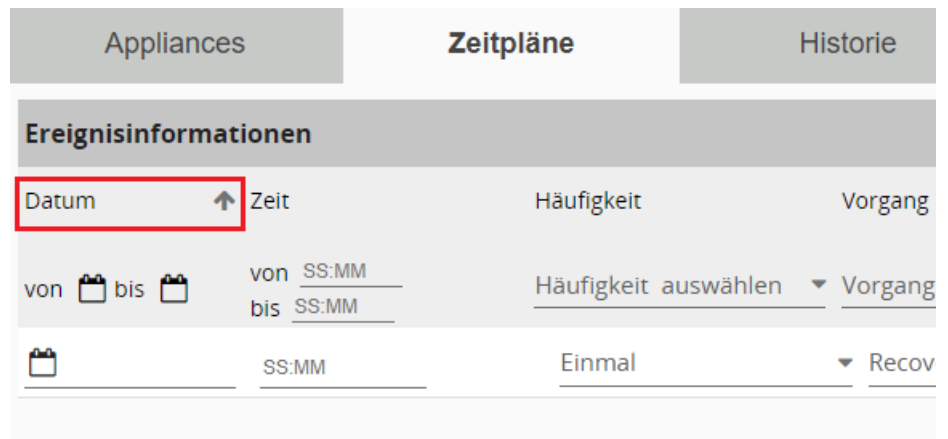 Appliances Zeitpläne Historie
Ereignisinformationen
Datum Zeit Häufigkeit Vorgang
von bis von SS:MM Häufigkeit auswählen Vorgang
bis SS:MM
SS:MM Einmal